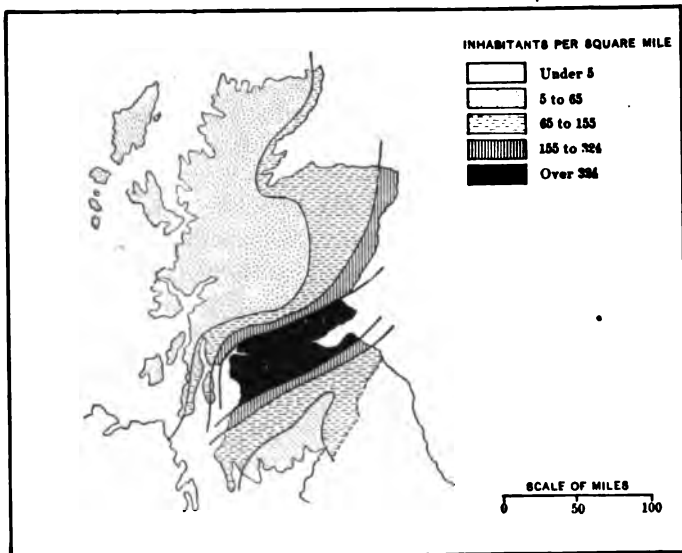 INHABITANTS PER SQUARE MILE
Under 5
5 to 65
65 to 155
155 to 324
Over 324
SCALE OF MILES
0 50 100